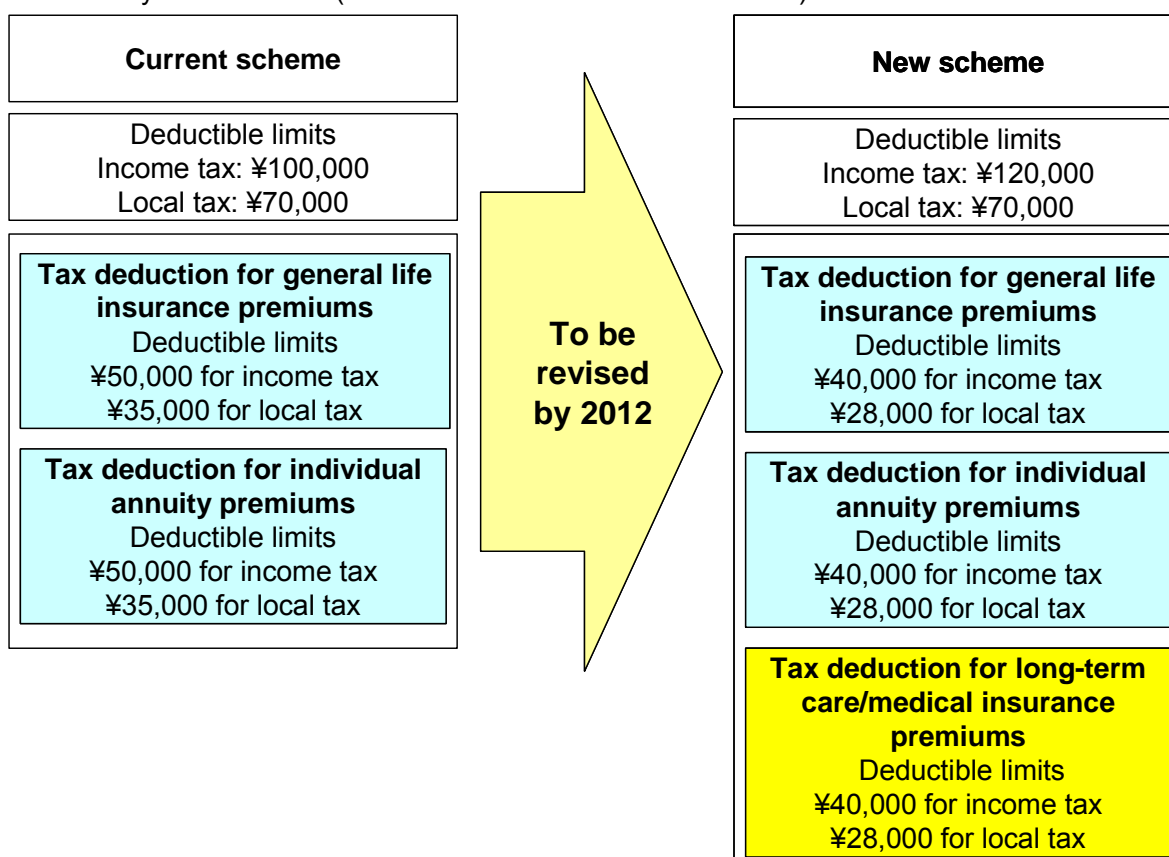 Current scheme
Deductible limits
Income tax: ¥100,000
Local tax: ¥70,000
Tax deduction for general life
insurance premiums
Deductible limits
¥50,000 for income tax
¥35,000 for local tax
Tax deduction for individual
annuity premiums
Deductible limits
¥50,000 for income tax
¥35,000 for local tax
To be
revised
by 2012
New scheme
Deductible limits
Income tax: ¥120,000
Local tax: ¥70,000
Tax deduction for general life
insurance premiums
Deductible limits
¥40,000 for income tax
¥28,000 for local tax
Tax deduction for individual
annuity premiums
Deductible limits
¥40,000 for income tax
¥28,000 for local tax
Tax deduction for long-term
care/medical insurance
premiums
Deductible limits
¥40,000 for income tax
¥28,000 for local tax